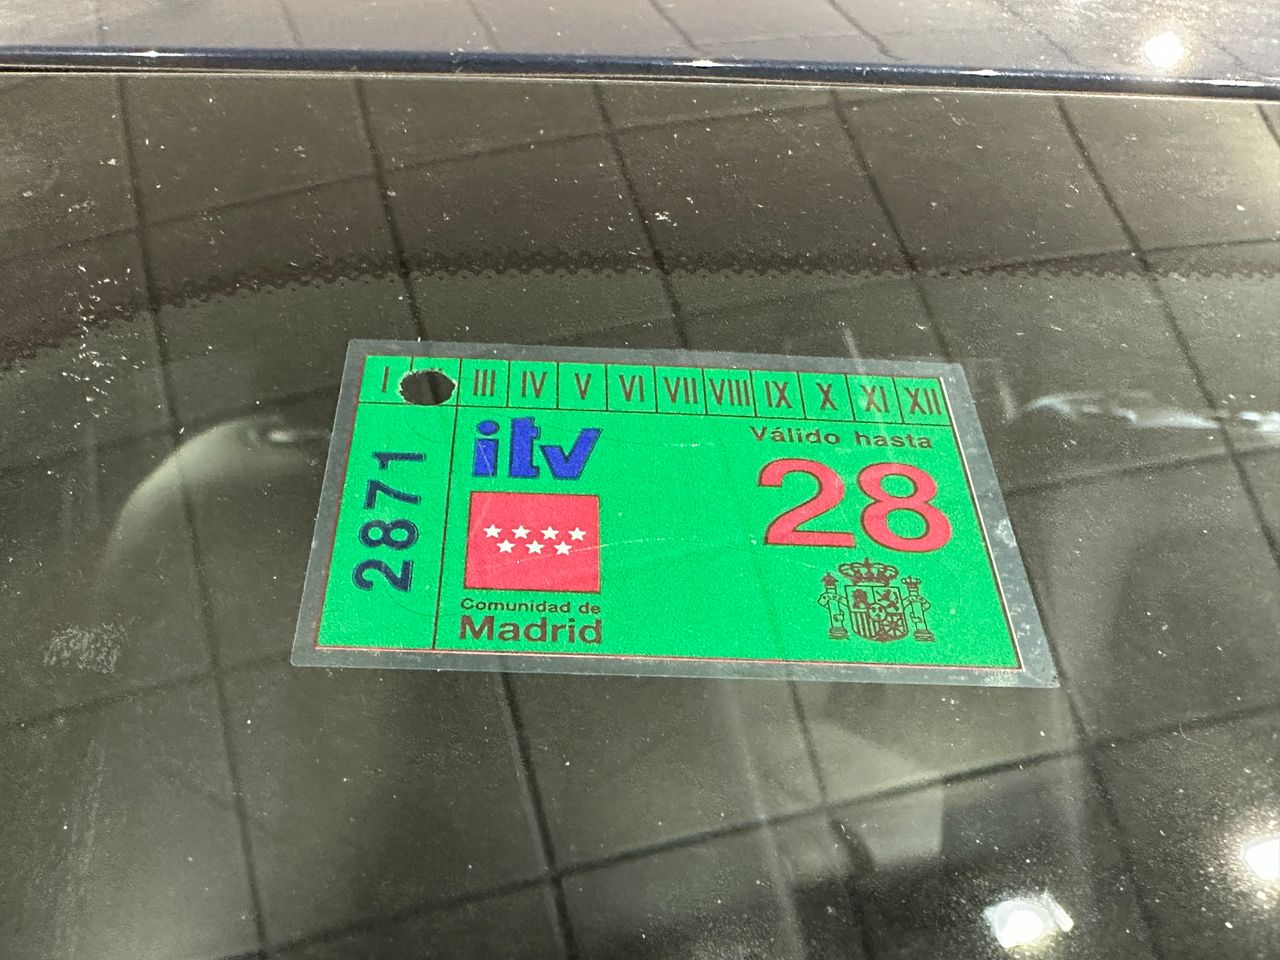 I III IV V VI VII VIII IX X XI XII
2871
itv
Comunidad de
Madrid
Válido hasta
28